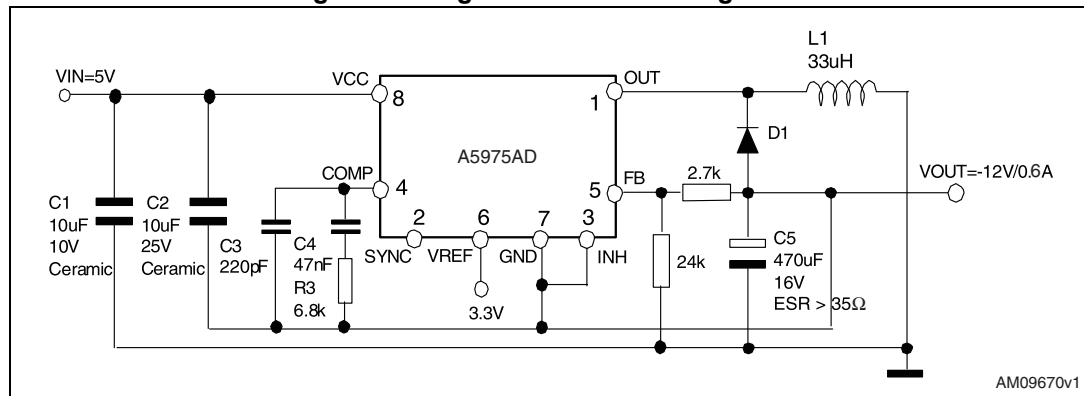 L1
33uH
VIN=5V
VCC
OUT
8
1
D1
A5975AD
2.7k
VOUT=-12V/0.6A
COMP
4
5
FB
C1
10uF
10V
Ceramic
C2
10uF
25V
Ceramic
C3
220pF
C4
47nF
R3
6.8k
2
6
7
3
SYNC
VREF
GND
INH
3.3V
24k
C5
470uF
16V
ESR > 35Ω
AM09670v1